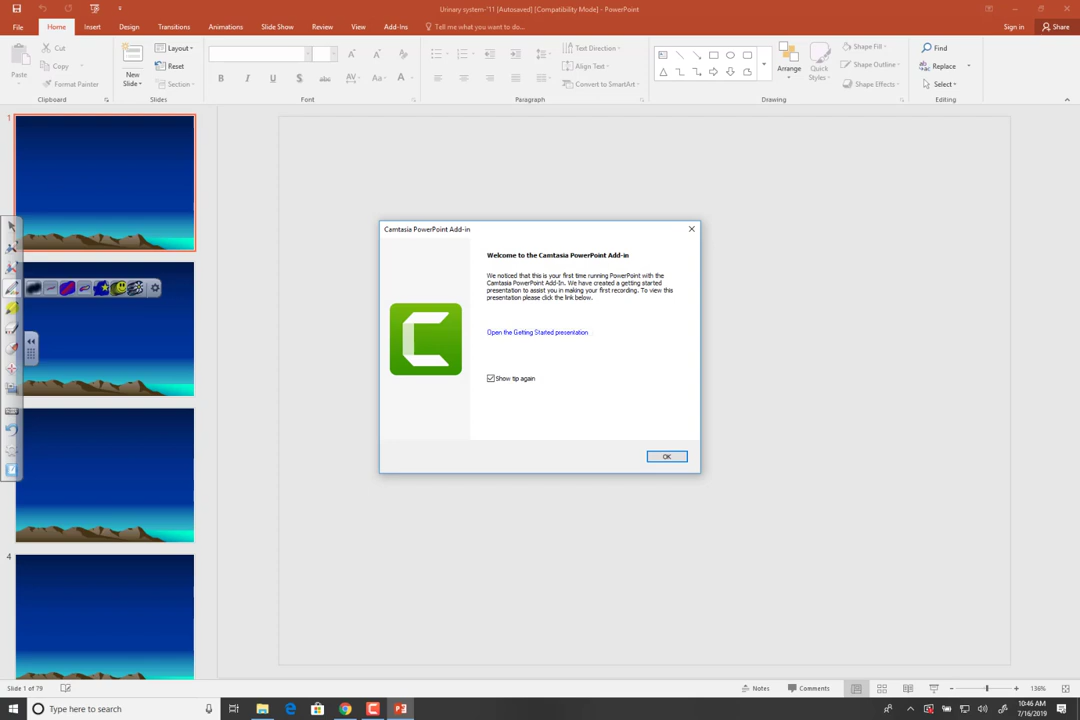 Urinary system-'11 [Autosaved] [Compatibility Mode] - PowerPoint
File Home Insert Design Transitions Animations Slide Show Review View Add-Ins Tell me what you want to do... Sign in Share
Paste
Cut
Copy
Format Painter
Clipboard
New Slide
Layout
Reset
Section
Slides
B I U S abc AV Aa A
Font
Text Direction
Align Text
Convert to SmartArt
Paragraph
Arrange
Quick Styles
Shape Fill
Shape Outline
Shape Effects
Drawing
Find
Replace
Select
Editing
1
4
Camtasia PowerPoint Add-in
Welcome to the Camtasia PowerPoint Add-in
We noticed that this is your first time running PowerPoint with the
Camtasia PowerPoint Add-In. We have created a getting started
presentation to assist you in making your first recording. To view this
presentation please click the link below.
Open the Getting Started presentation
Show tip again
OK
Slide 1 of 79
Notes Comments 136%
Type here to search
10:46 AM
7/16/2019